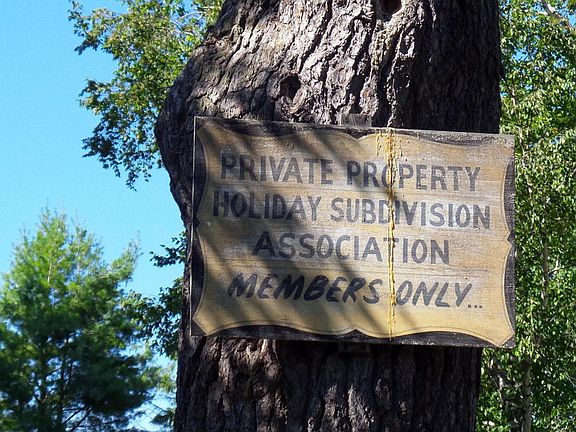 PRIVATE PROPERTY
HOLIDAY SUBDIVISION
ASSOCIATION
MEMBERS ONLY...